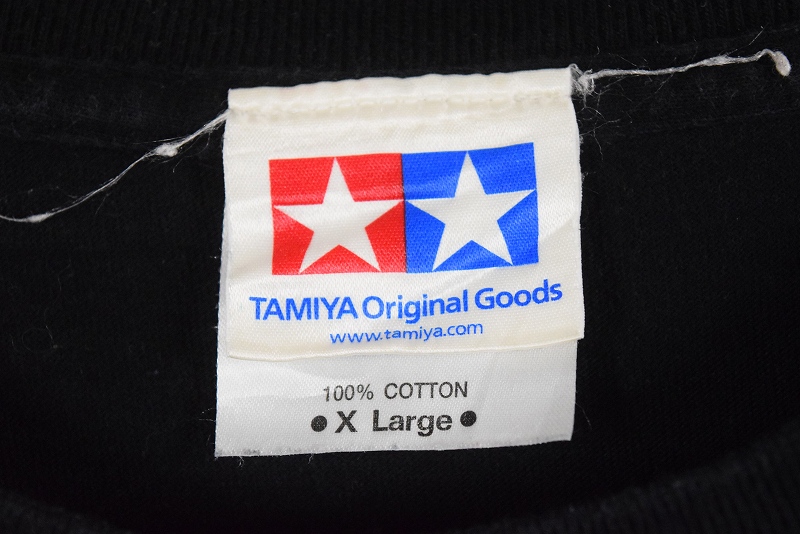 TAMIYA Original Goods
www.tamiya.com
100% COTTON
● X Large ●